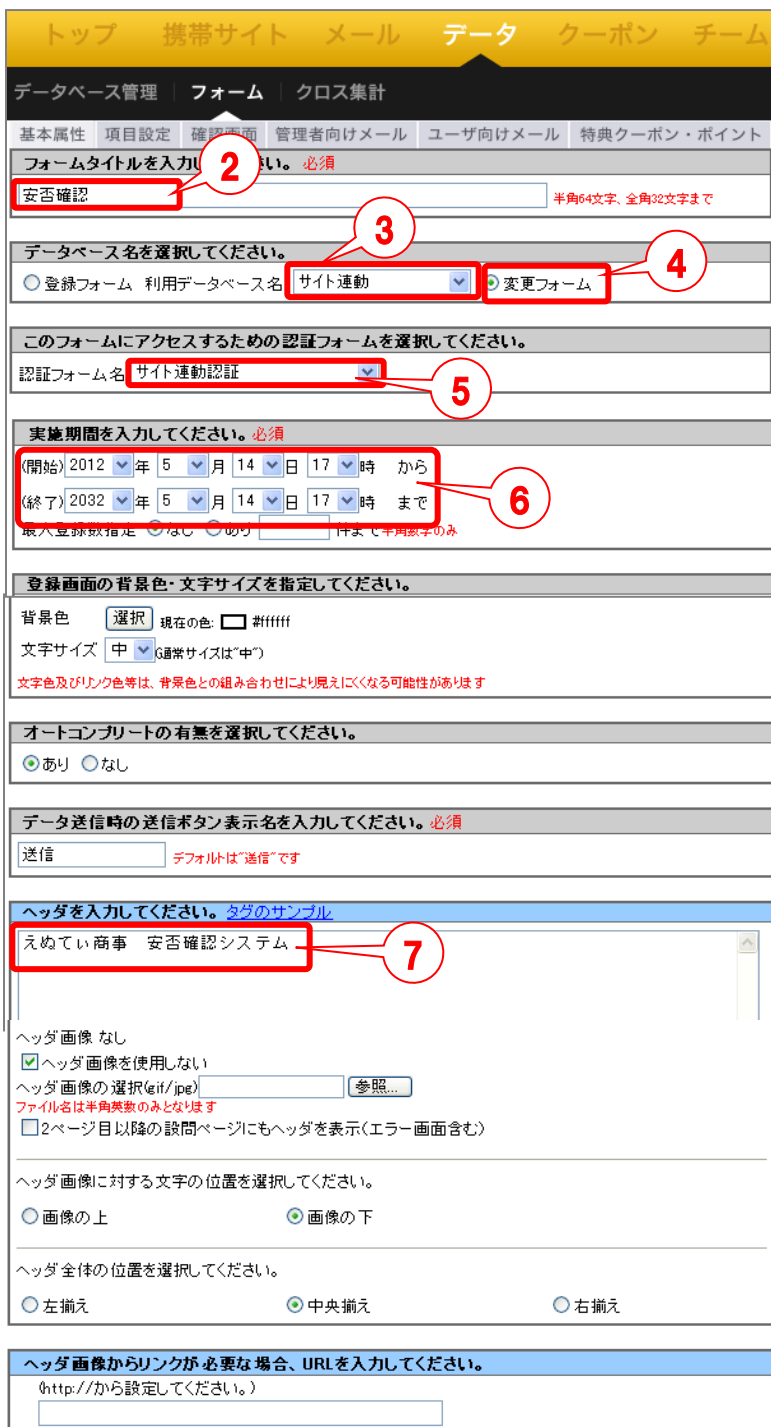 トップ 携帯サイト メール データ クーポン チーム
データベース管理 フォーム クロス集計
基本属性 項目設定 確認画面 管理者向けメール ユーザ向けメール 特典クーポン・ポイント
フォームタイトルを入力し さい。 必須
2
安否確認
半角64文字、全角32文字まで
3
4
データベース名を選択してください。
登録フォーム 利用データベース名 サイト連動 変更フォーム
このフォームにアクセスするための認証フォームを選択してください。
認証フォーム名 サイト連動認証
5
実施期間を入力してください。必須
(開始) 2012 年 5 月 14 日 17 時 から
(終了) 2032 年 5 月 14 日 17 時 まで
6
最大登録数指定 なし あり 件まで 半角数字のみ
登録画面の背景色・文字サイズを指定してください。
背景色 選択 現在の色: #ffffff
文字サイズ 中 (通常サイズは"中")
文字色及びリンク色等は、背景色との組み合わせにより見えにくくなる可能性があります
オートコンプリートの有無を選択してください。
あり なし
データ送信時の送信ボタン表示名を入力してください。必須
送信 デフォルトは"送信"です
ヘッダを入力してください。 タグのサンプル
えぬてぃ商事 安否確認システム
7
ヘッダ画像 なし
ヘッダ画像を使用しない
ヘッダ画像の選択(gif/jpg) 参照...
ファイル名は半角英数のみとなります
2ページ目以降の設問ページにもヘッダを表示(エラー画面含む)
ヘッダ画像に対する文字の位置を選択してください。
画像の上 画像の下
ヘッダ全体の位置を選択してください。
左揃え 中央揃え 右揃え
ヘッダ画像からリンクが必要な場合、URLを入力してください。
(http://から設定してください。)